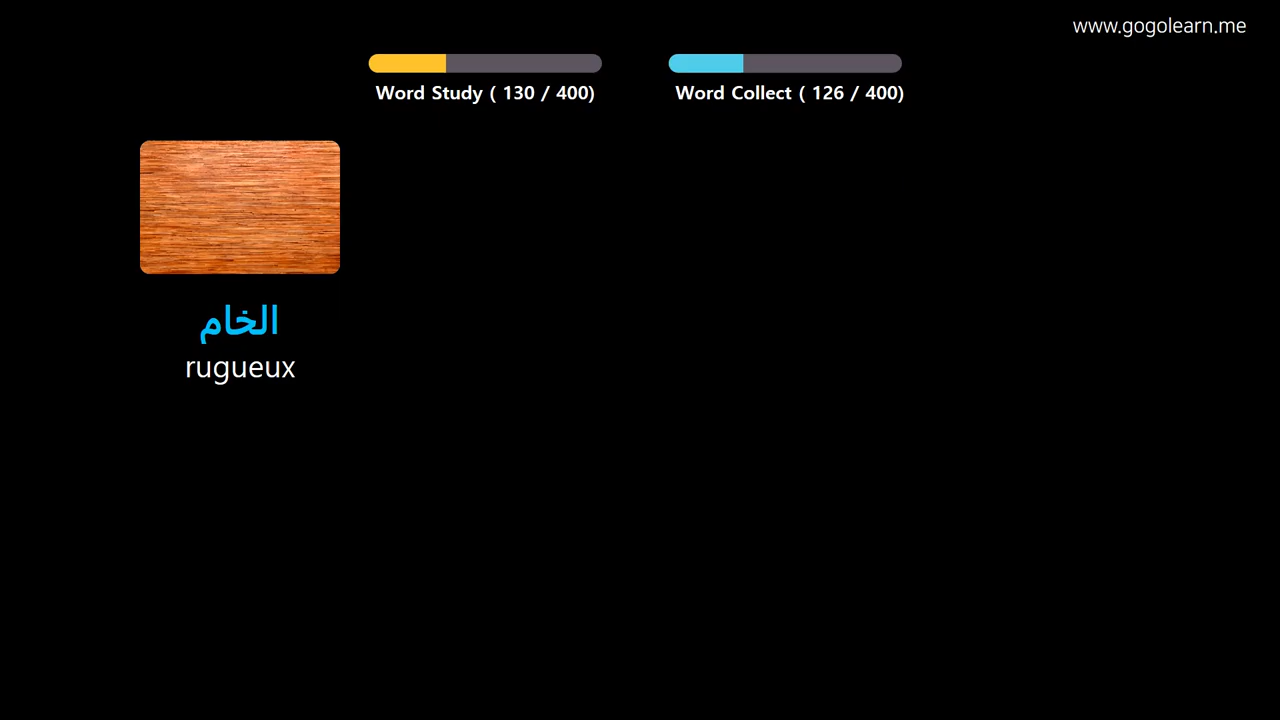 www.gogolearn.me
Word Study ( 130 / 400)
Word Collect ( 126 / 400)
الخام
rugueux